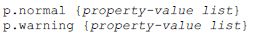 p.normal {property-value list}
p.warning {property-value list}